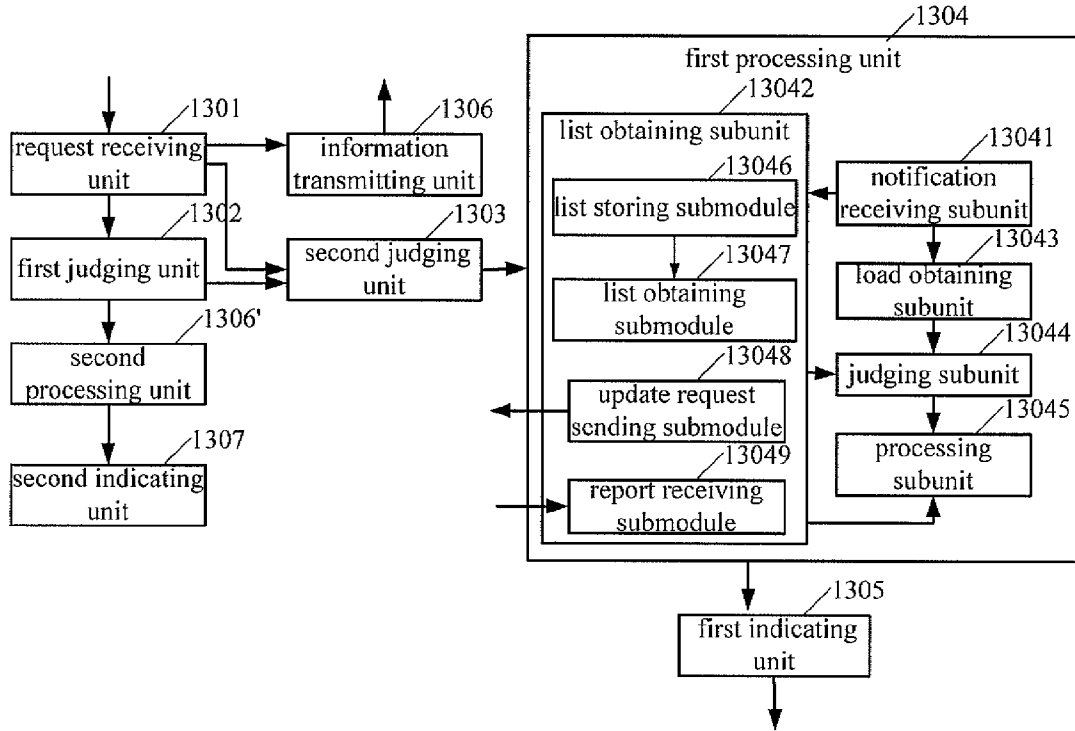 1304
first processing unit
13042
list obtaining subunit
1301
request receiving
unit
1306
information
transmitting unit
13046
list storing submodule
13041
notification
receiving subunit
1302
first judging unit
1303
second judging
unit
13047
list obtaining
submodule
13043
load obtaining
subunit
1306'
second
processing unit
13048
update request
sending submodule
13044
judging subunit
1307
second indicating
unit
13049
report receiving
submodule
13045
processing
subunit
1305
first indicating
unit